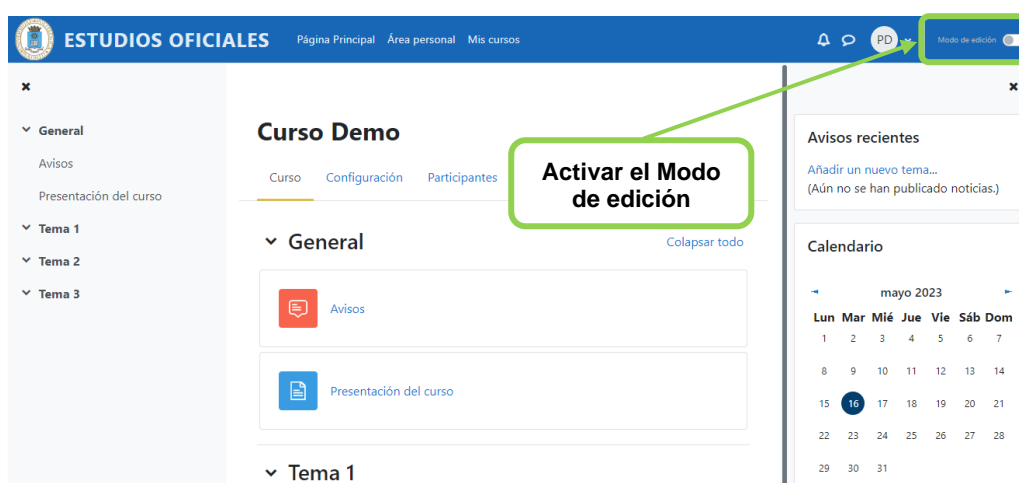 ESTUDIOS OFICIALES Página Principal Área personal Mis cursos PD Modo de edición
General
Avisos
Presentación del curso
Tema 1
Tema 2
Tema 3
Curso Demo
Curso Configuración Participantes
Activar el Modo
de edición
General Colapsar todo
Avisos
Presentación del curso
Tema 1
Avisos recientes
Añadir un nuevo tema...
(Aún no se han publicado noticias.)
Calendario
mayo 2023
Lun Mar Mié Jue Vie Sáb Dom
1 2 3 4 5 6 7
8 9 10 11 12 13 14
15 16 17 18 19 20 21
22 23 24 25 26 27 28
29 30 31